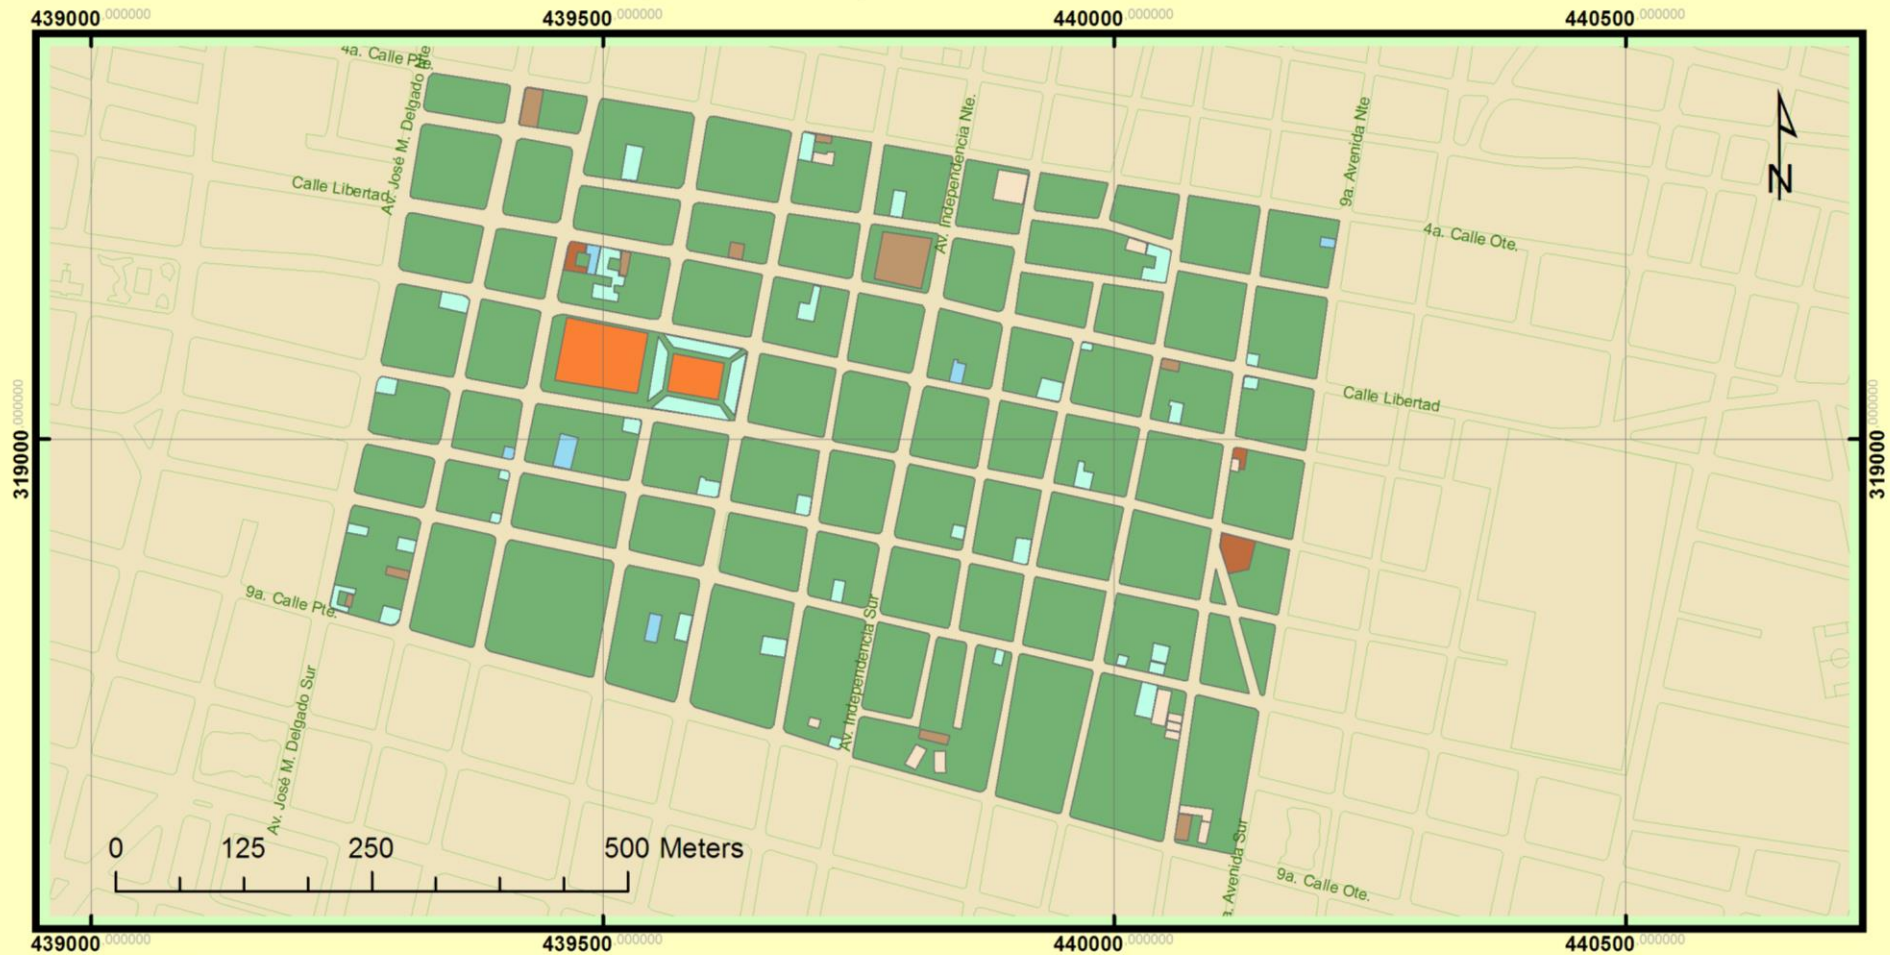 439000.000000 439500.000000 440000.000000 440500.000000
4a. Calle Pte.
Av. José M. Delgado Nte.
Av. Independencia Nte.
9a. Avenida Nte
N
Calle Libertad
4a. Calle Ote.
Calle Libertad
319000.000000
319000.000000
9a. Calle Pte.
Av. Independencia Sur
Av. José M. Delgado Sur
0 125 250 500 Meters
a. Avenida Sur
9a. Calle Ote.
439000.000000 439500.000000 440000.000000 440500.000000